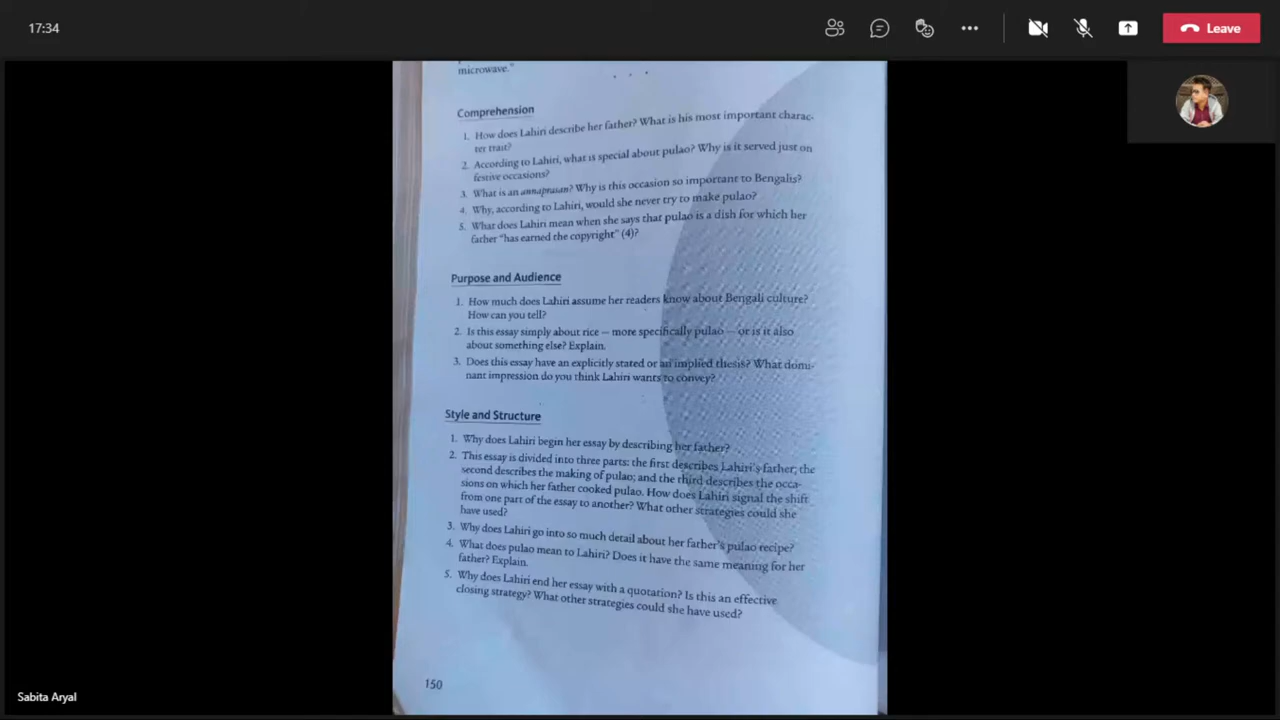 17:34
Leave
microwave."
Comprehension
1. How does Lahiri describe her father? What is his most important charac-
ter trait?
2. According to Lahiri, what is special about pulao? Why is it served just on
festive occasions?
3. What is an annaprasan? Why is this occasion so important to Bengalis?
4. Why, according to Lahiri, would she never try to make pulao?
5. What does Lahiri mean when she says that pulao is a dish for which her
father "has earned the copyright" (4)?
Purpose and Audience
1. How much does Lahiri assume her readers know about Bengali culture?
How can you tell?
2. Is this essay simply about rice — more specifically pulao — or is it also
about something else? Explain.
3. Does this essay have an explicitly stated or an implied thesis? What domi-
nant impression do you think Lahiri wants to convey?
Style and Structure
1. Why does Lahiri begin her essay by describing her father?
2. This essay is divided into three parts: the first describes Lahiri's father; the
second describes the making of pulao; and the third describes the occa-
sions on which her father cooked pulao. How does Lahiri signal the shift
from one part of the essay to another? What other strategies could she
have used?
3. Why does Lahiri go into so much detail about her father's pulao recipe?
4. What does pulao mean to Lahiri? Does it have the same meaning for her
father? Explain.
5. Why does Lahiri end her essay with a quotation? Is this an effective
closing strategy? What other strategies could she have used?
150
Sabita Aryal